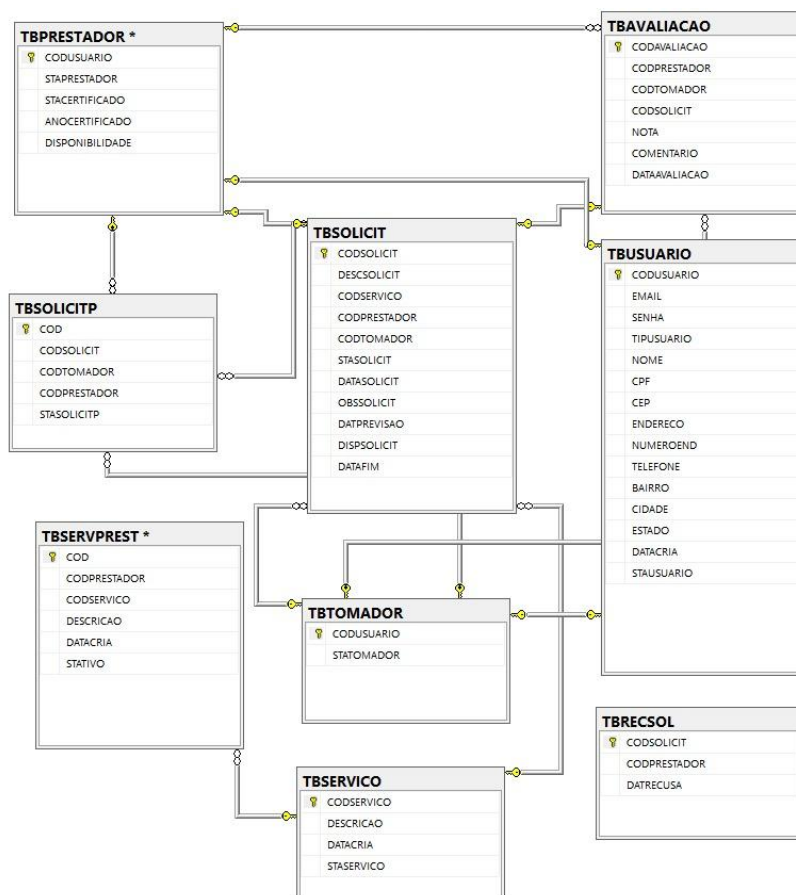 TBPRESTADOR *
CODUSUARIO
STAPRESTADOR
STACERTIFICADO
ANOCERTIFICADO
DISPONIBILIDADE
TBAVALIACAO
CODAVALIACAO
CODPRESTADOR
CODTOMADOR
CODSOLICIT
NOTA
COMENTARIO
DATAAVALIACAO
TBSOLICIT
CODSOLICIT
DESCSOLICIT
CODSERVICO
CODPRESTADOR
CODTOMADOR
STASOLICIT
DATASOLICIT
OBSSOLICIT
DATPREVISAO
DISPSOLICIT
DATAFIM
TBUSUARIO
CODUSUARIO
EMAIL
SENHA
TIPUSUARIO
NOME
CPF
CEP
ENDERECO
NUMEROEND
TELEFONE
BAIRRO
CIDADE
ESTADO
DATACRIA
STAUSUARIO
TBSOLICITP
COD
CODSOLICIT
CODTOMADOR
CODPRESTADOR
STASOLICITP
TBSERVPREST *
COD
CODPRESTADOR
CODSERVICO
DESCRICAO
DATACRIA
STATIVO
TBTOMADOR
CODUSUARIO
STATOMADOR
TBRECSOL
CODSOLICIT
CODPRESTADOR
DATRECUSA
TBSERVICO
CODSERVICO
DESCRICAO
DATACRIA
STASERVICO